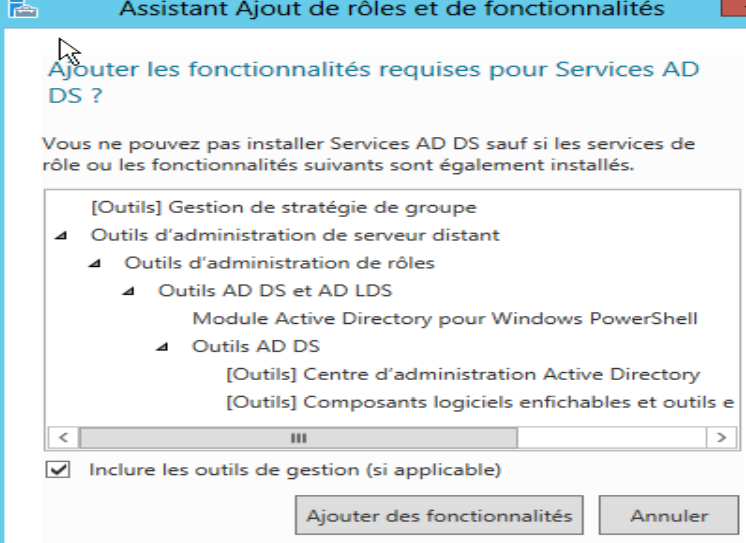 Assistant Ajout de rôles et de fonctionnalités
Ajouter les fonctionnalités requises pour Services AD
DS ?
Vous ne pouvez pas installer Services AD DS sauf si les services de
rôle ou les fonctionnalités suivants sont également installés.
[Outils] Gestion de stratégie de groupe
Outils d'administration de serveur distant
Outils d'administration de rôles
Outils AD DS et AD LDS
Module Active Directory pour Windows PowerShell
Outils AD DS
[Outils] Centre d'administration Active Directory
[Outils] Composants logiciels enfichables et outils e
Inclure les outils de gestion (si applicable)
Ajouter des fonctionnalités
Annuler